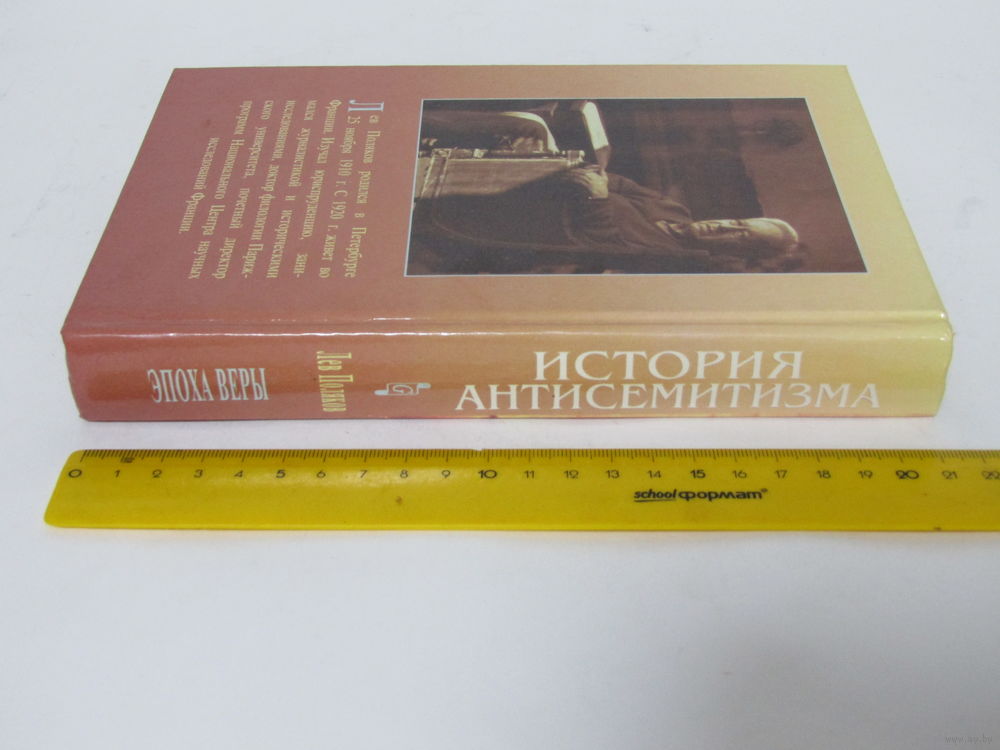 Лев Поляков родился в Петербурге
25 ноября 1910 г. С 1920 г. живет во
Франции. Изучал юриспруденцию, зани-
мался журналистикой и историческими
исследованиями, доктор филологии Париж-
ского университета, почетный директор
программ Национального Центра научных
исследований Франции.
ЭПОХА ВЕРЫ
Лев Поляков
ИСТОРИЯ
АНТИСЕМИТИЗМА
0 1 2 3 4 5 6 7 8 9 10 11 12 13 14 15 16 17 18 19 20 21 22
school формат®
www.ay.by